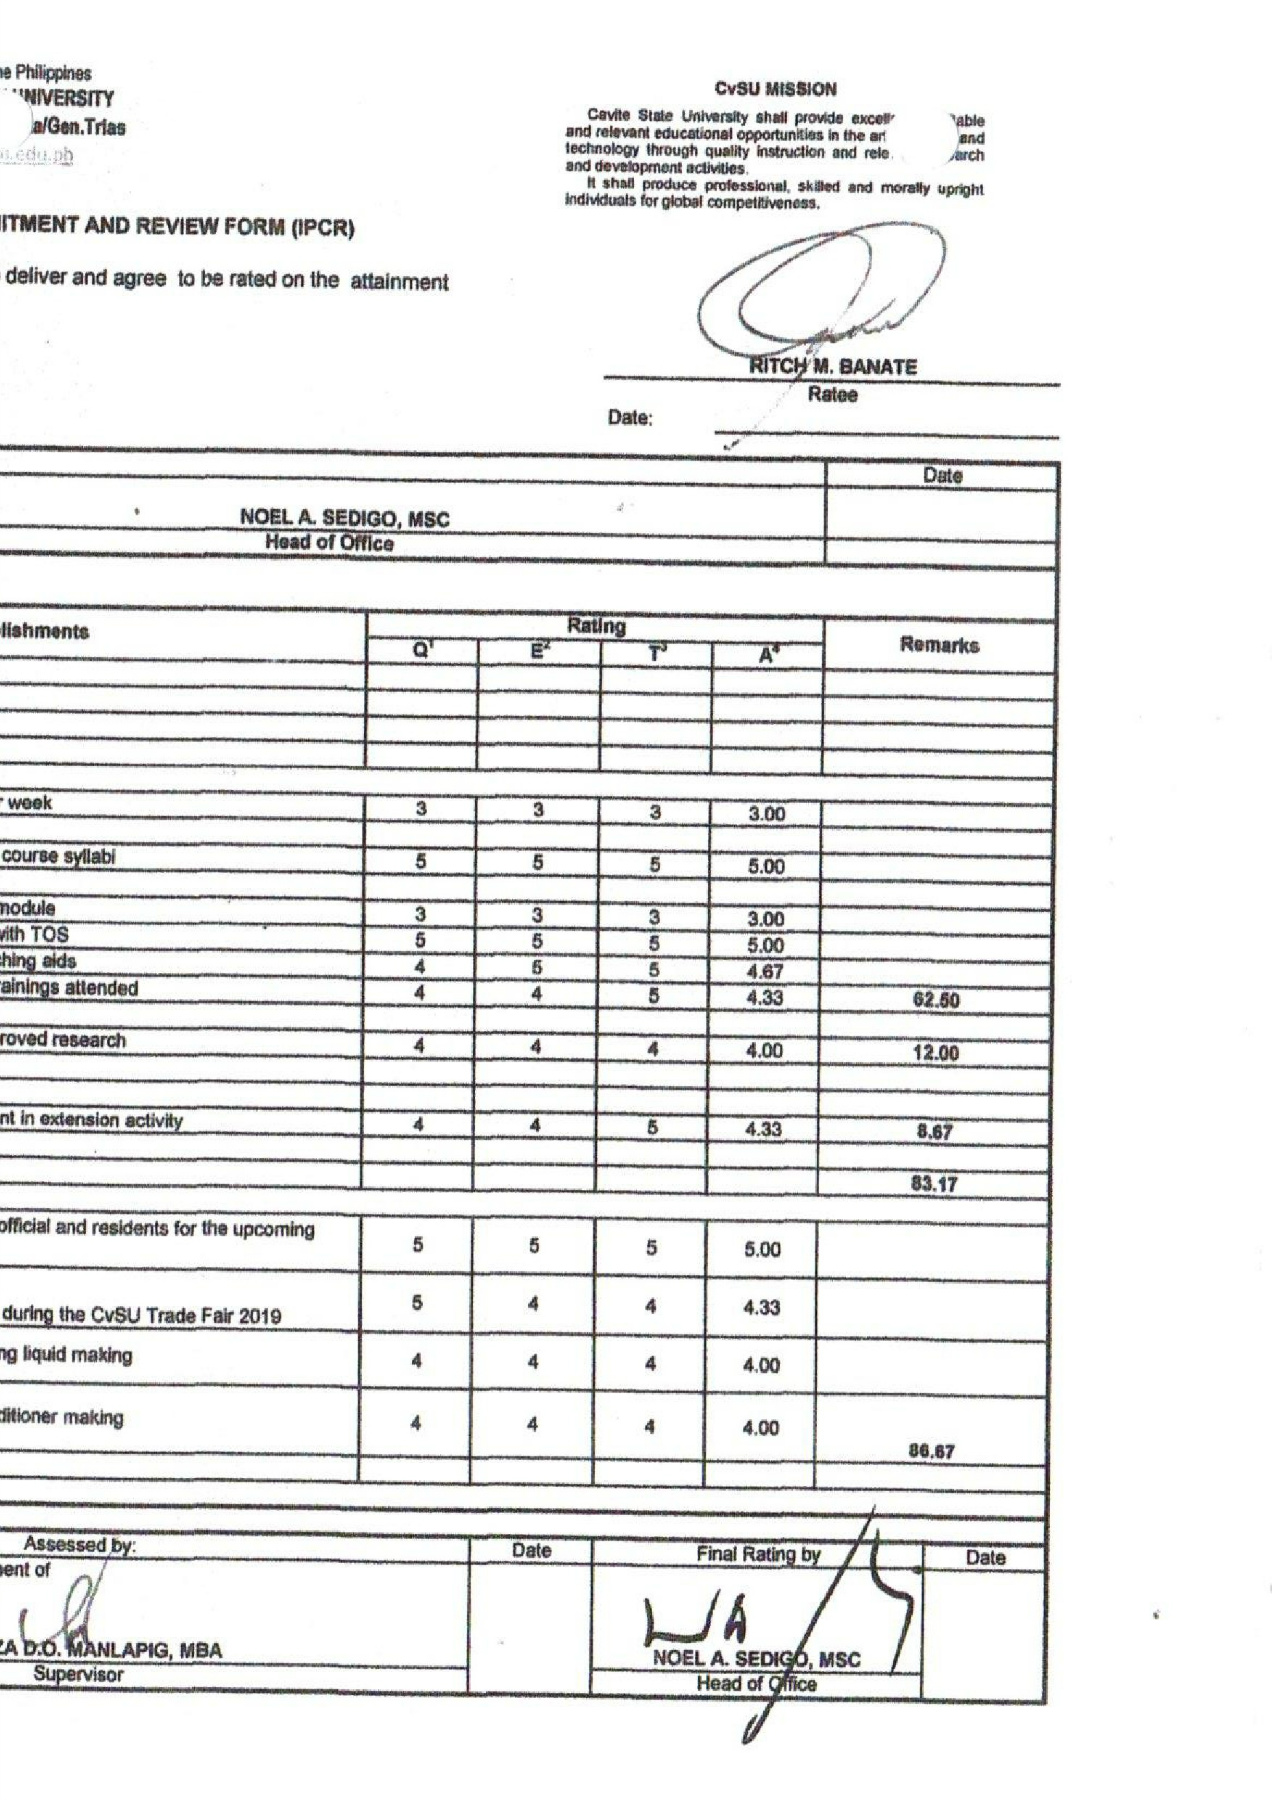 ne Philippines
UNIVERSITY
a/Gen.Trias
s.edu.ph
CvSU MISSION
Cavite State University shall provide excell able
and relevant educational opportunities in the ar and
technology through quality instruction and rele arch
and development activities.
It shall produce professional, skilled and morally upright
individuals for global competitiveness.
ITMENT AND REVIEW FORM (IPCR)
deliver and agree to be rated on the attainment
RITCH M. BANATE
Ratee
Date:
Date
NOEL A. SEDIGO, MSC
Head of Office
lishments Rating Remarks
Q¹ E² T³ A⁴
r week 3 3 3 3.00
course syllabi 5 5 5 5.00
module 3 3 3 3.00
with TOS 5 5 5 5.00
hing aids 4 5 5 4.67
rainings attended 4 4 5 4.33 62.50
roved research 4 4 4 4.00 12.00
nt in extension activity 4 4 5 4.33 8.67
83.17
official and residents for the upcoming 5 5 5 5.00
during the CvSU Trade Fair 2019 5 4 4 4.33
ng liquid making 4 4 4 4.00
ditioner making 4 4 4 4.00
86.67
Assessed by: Date Final Rating by Date
ent of
ZA D.O. MANLAPIG, MBA NOEL A. SEDIGO, MSC
Supervisor Head of Office